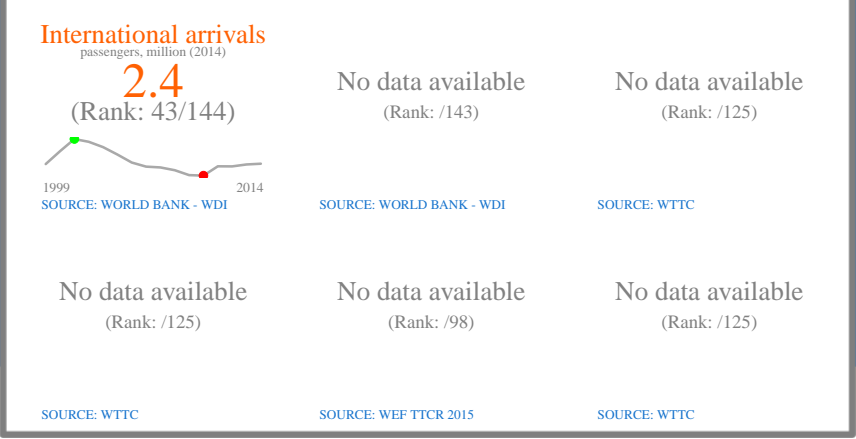 International arrivals
passengers, million (2014)
2.4
(Rank: 43/144)
1999 2014
SOURCE: WORLD BANK - WDI
No data available
(Rank: /143)
SOURCE: WORLD BANK - WDI
No data available
(Rank: /125)
SOURCE: WTTC
No data available
(Rank: /125)
SOURCE: WTTC
No data available
(Rank: /98)
SOURCE: WEF TTCR 2015
No data available
(Rank: /125)
SOURCE: WTTC